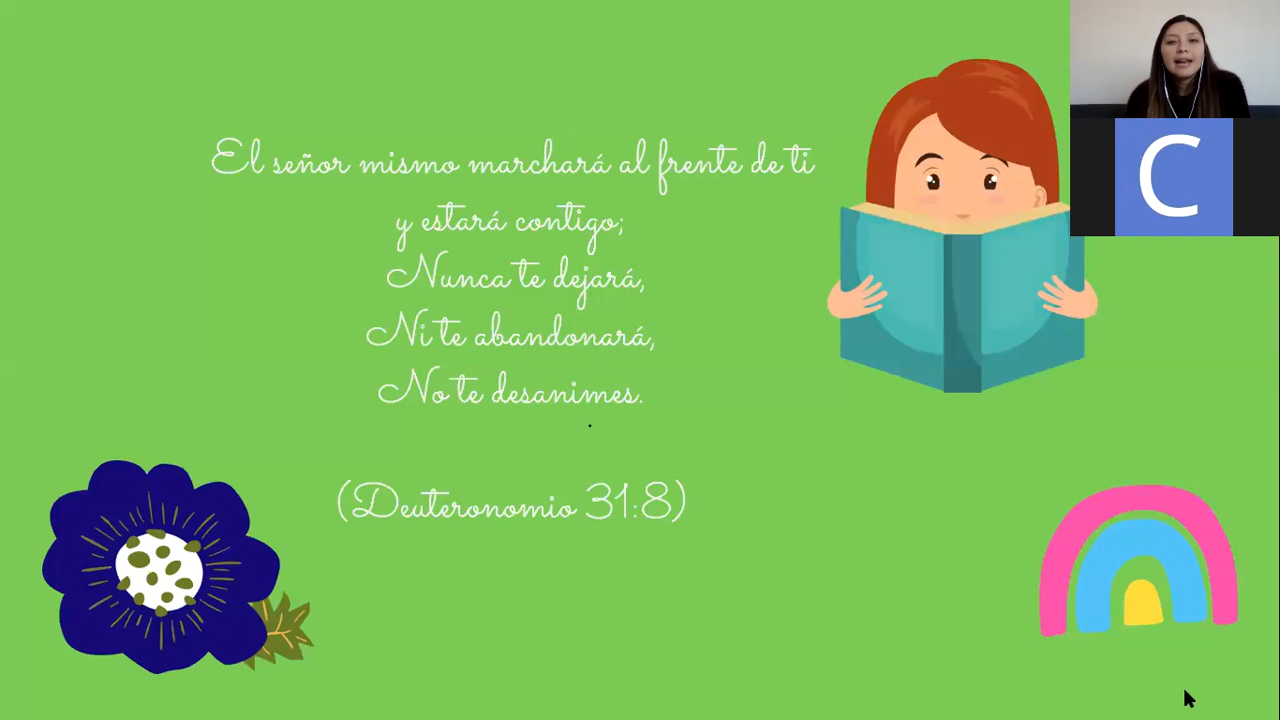 El señor mismo marchará al frente de ti
y estará contigo;
Nunca te dejará,
Ni te abandonará,
No te desanimes.
.
(Deuteronomio 31:8)
C